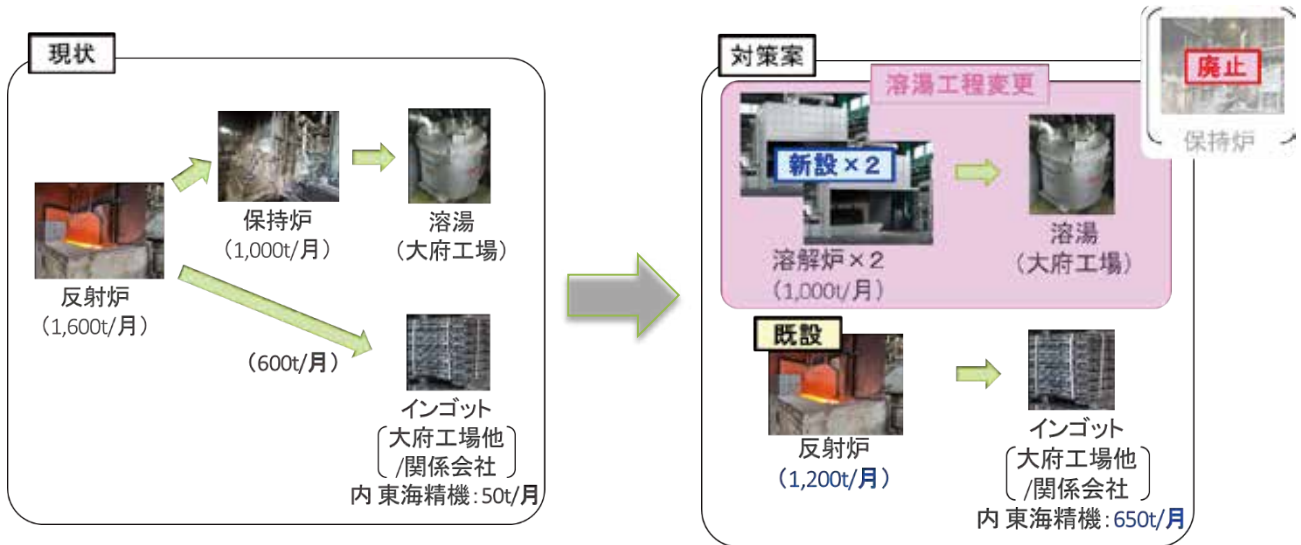 現状
保持炉
(1,000t/月)
溶湯
(大府工場)
反射炉
(1,600t/月)
(600t/月)
インゴット
大府工場他
/関係会社
内 東海精機:50t/月
対策案
廃止
保持炉
溶湯工程変更
新設×2
溶解炉×2
(1,000t/月)
溶湯
(大府工場)
既設
反射炉
(1,200t/月)
インゴット
大府工場他
/関係会社
内 東海精機:650t/月